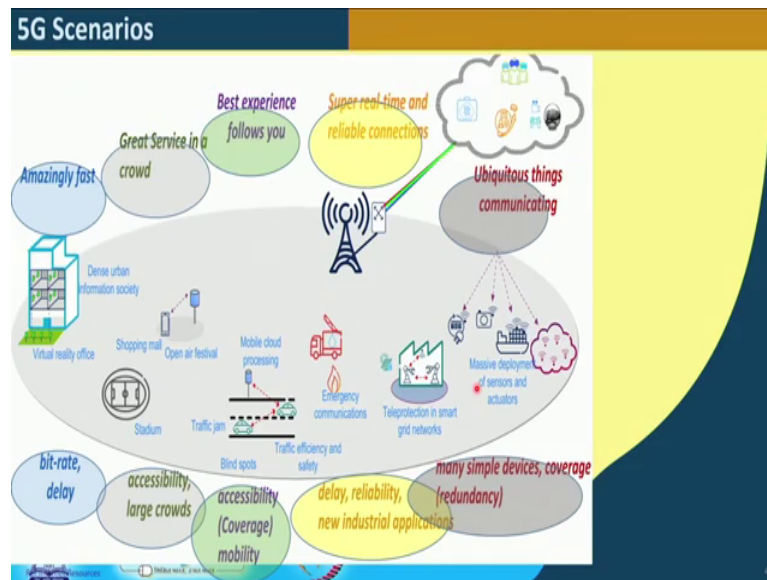 5G Scenarios
Best experience
follows you
Super real-time and
reliable connections
Great Service in a
crowd
Amazingly fast
Ubiquitous things
communicating
Dense urban
information society
Virtual reality office
Shopping mall
Open air festival
Mobile cloud
processing
Emergency
communications
Massive deployment
of sensors and
actuators
Teleprotection in smart
grid networks
Stadium
Traffic jam
Traffic efficiency and
safety
Blind spots
bit-rate,
delay
accessibility,
large crowds
accessibility
(Coverage)
mobility
delay, reliability,
new industrial applications
many simple devices, coverage
(redundancy)